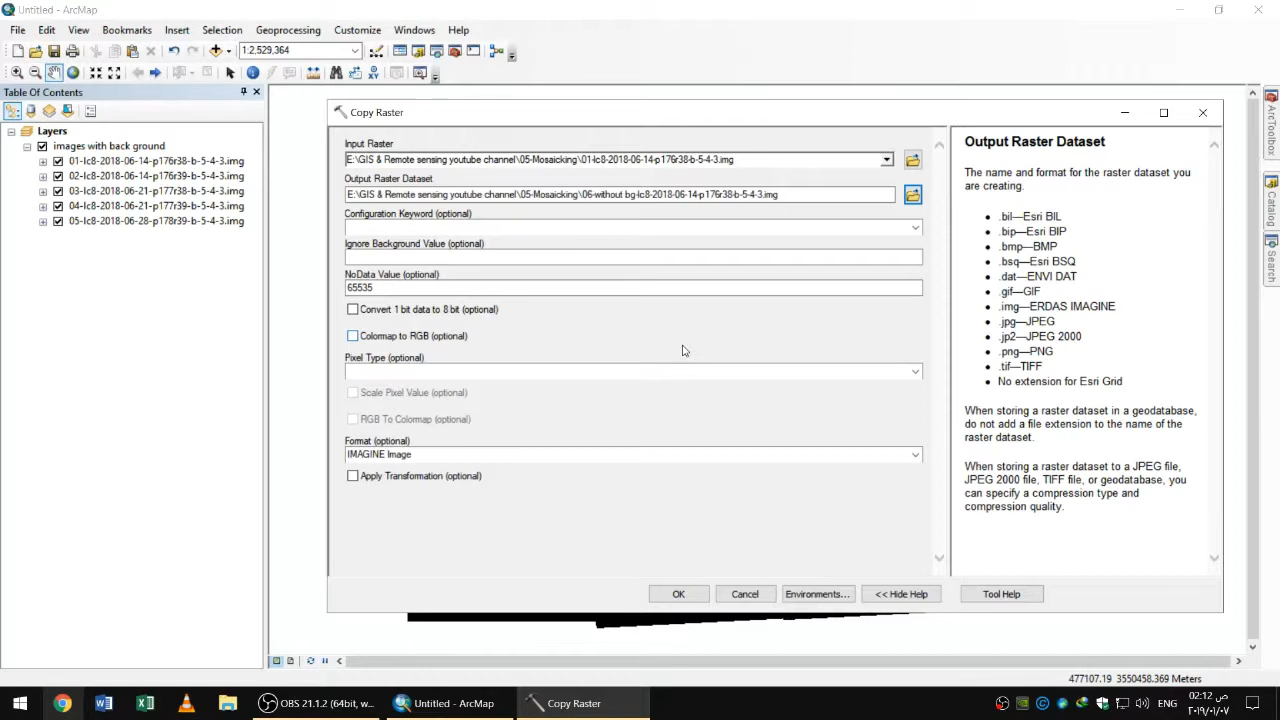 Untitled - ArcMap
File Edit View Bookmarks Insert Selection Geoprocessing Customize Windows Help
1:2,529,364
Table Of Contents
Layers
images with back ground
01-lc8-2018-06-14-p176r38-b-5-4-3.img
02-lc8-2018-06-14-p176r39-b-5-4-3.img
03-lc8-2018-06-21-p177r38-b-5-4-3.img
04-lc8-2018-06-21-p177r39-b-5-4-3.img
05-lc8-2018-06-28-p178r39-b-5-4-3.img
Copy Raster
Input Raster
E:\GIS & Remote sensing youtube channel\05-Mosaicking\01-lc8-2018-06-14-p176r38-b-5-4-3.img
Output Raster Dataset
E:\GIS & Remote sensing youtube channel\05-Mosaicking\06-without bg-lc8-2018-06-14-p176r38-b-5-4-3.img
Configuration Keyword (optional)
Ignore Background Value (optional)
NoData Value (optional)
65535
Convert 1 bit data to 8 bit (optional)
Colormap to RGB (optional)
Pixel Type (optional)
Scale Pixel Value (optional)
RGB To Colormap (optional)
Format (optional)
IMAGINE Image
Apply Transformation (optional)
OK Cancel Environments... << Hide Help Tool Help
Output Raster Dataset
The name and format for the raster dataset you
are creating.
• .bil—Esri BIL
• .bip—Esri BIP
• .bmp—BMP
• .bsq—Esri BSQ
• .dat—ENVI DAT
• .gif—GIF
• .img—ERDAS IMAGINE
• .jpg—JPEG
• .jp2—JPEG 2000
• .png—PNG
• .tif—TIFF
• No extension for Esri Grid
When storing a raster dataset in a geodatabase,
do not add a file extension to the name of the
raster dataset.
When storing a raster dataset to a JPEG file,
JPEG 2000 file, TIFF file, or geodatabase, you
can specify a compression type and
compression quality.
ArcToolbox
Catalog
Search
477107.19 3550458.369 Meters
OBS 21.1.2 (64bit, w...
Untitled - ArcMap
Copy Raster
ENG
02:12 ص
٢٠١٩/٠١/٠٧